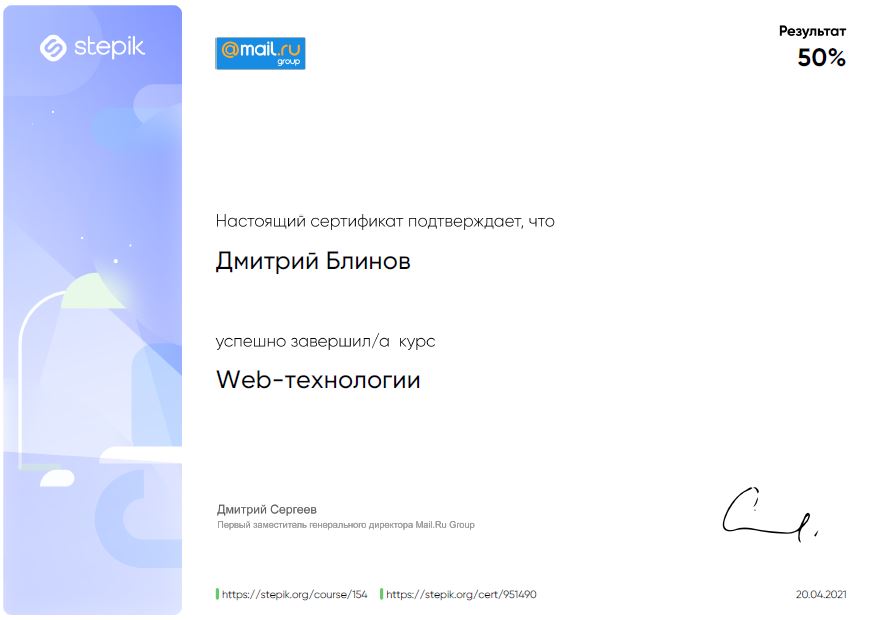 stepik
@mail.ru
group
Результат
50%
Настоящий сертификат подтверждает, что
Дмитрий Блинов
успешно завершил/а курс
Web-технологии
Дмитрий Сергеев
Первый заместитель генерального директора Mail.Ru Group
https://stepik.org/course/154 https://stepik.org/cert/951490
20.04.2021